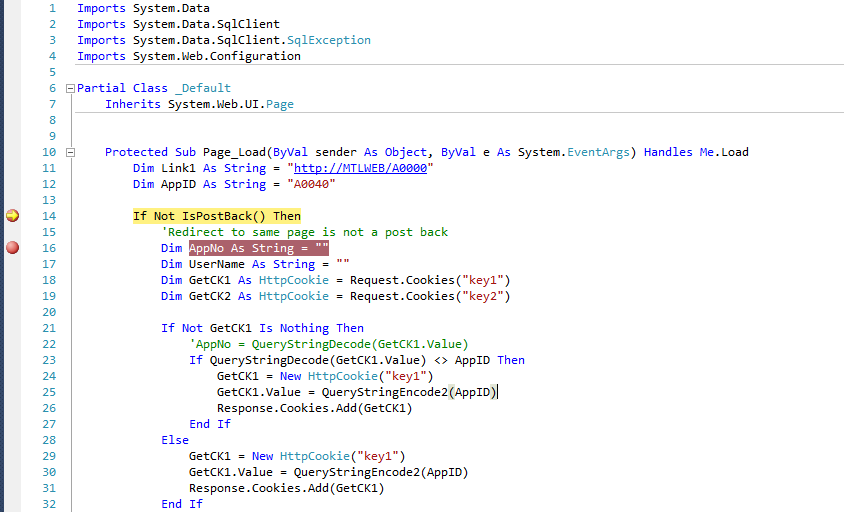 1 Imports System.Data
2 Imports System.Data.SqlClient
3 Imports System.Data.SqlClient.SqlException
4 Imports System.Web.Configuration
5
6 Partial Class _Default
7 Inherits System.Web.UI.Page
8
9
10 Protected Sub Page_Load(ByVal sender As Object, ByVal e As System.EventArgs) Handles Me.Load
11 Dim Link1 As String = "http://MTLWEB/A0000"
12 Dim AppID As String = "A0040"
13
14 If Not IsPostBack() Then
15 'Redirect to same page is not a post back
16 Dim AppNo As String = ""
17 Dim UserName As String = ""
18 Dim GetCK1 As HttpCookie = Request.Cookies("key1")
19 Dim GetCK2 As HttpCookie = Request.Cookies("key2")
20
21 If Not GetCK1 Is Nothing Then
22 'AppNo = QueryStringDecode(GetCK1.Value)
23 If QueryStringDecode(GetCK1.Value) <> AppID Then
24 GetCK1 = New HttpCookie("key1")
25 GetCK1.Value = QueryStringEncode2(AppID)
26 Response.Cookies.Add(GetCK1)
27 End If
28 Else
29 GetCK1 = New HttpCookie("key1")
30 GetCK1.Value = QueryStringEncode2(AppID)
31 Response.Cookies.Add(GetCK1)
32 End If